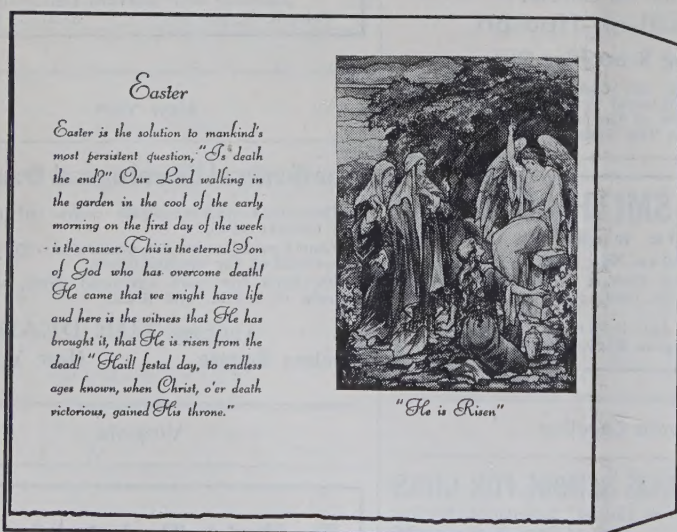 Easter
Easter is the solution to mankind's
most persistent question, "Is death
the end?" Our Lord walking in
the garden in the cool of the early
morning on the first day of the week
is the answer. This is the eternal Son
of God who has overcome death!
He came that we might have life
and here is the witness that He has
brought it, that He is risen from the
dead! "Hail! festal day, to endless
ages known, when Christ, o'er death
victorious, gained His throne."
"He is Risen"